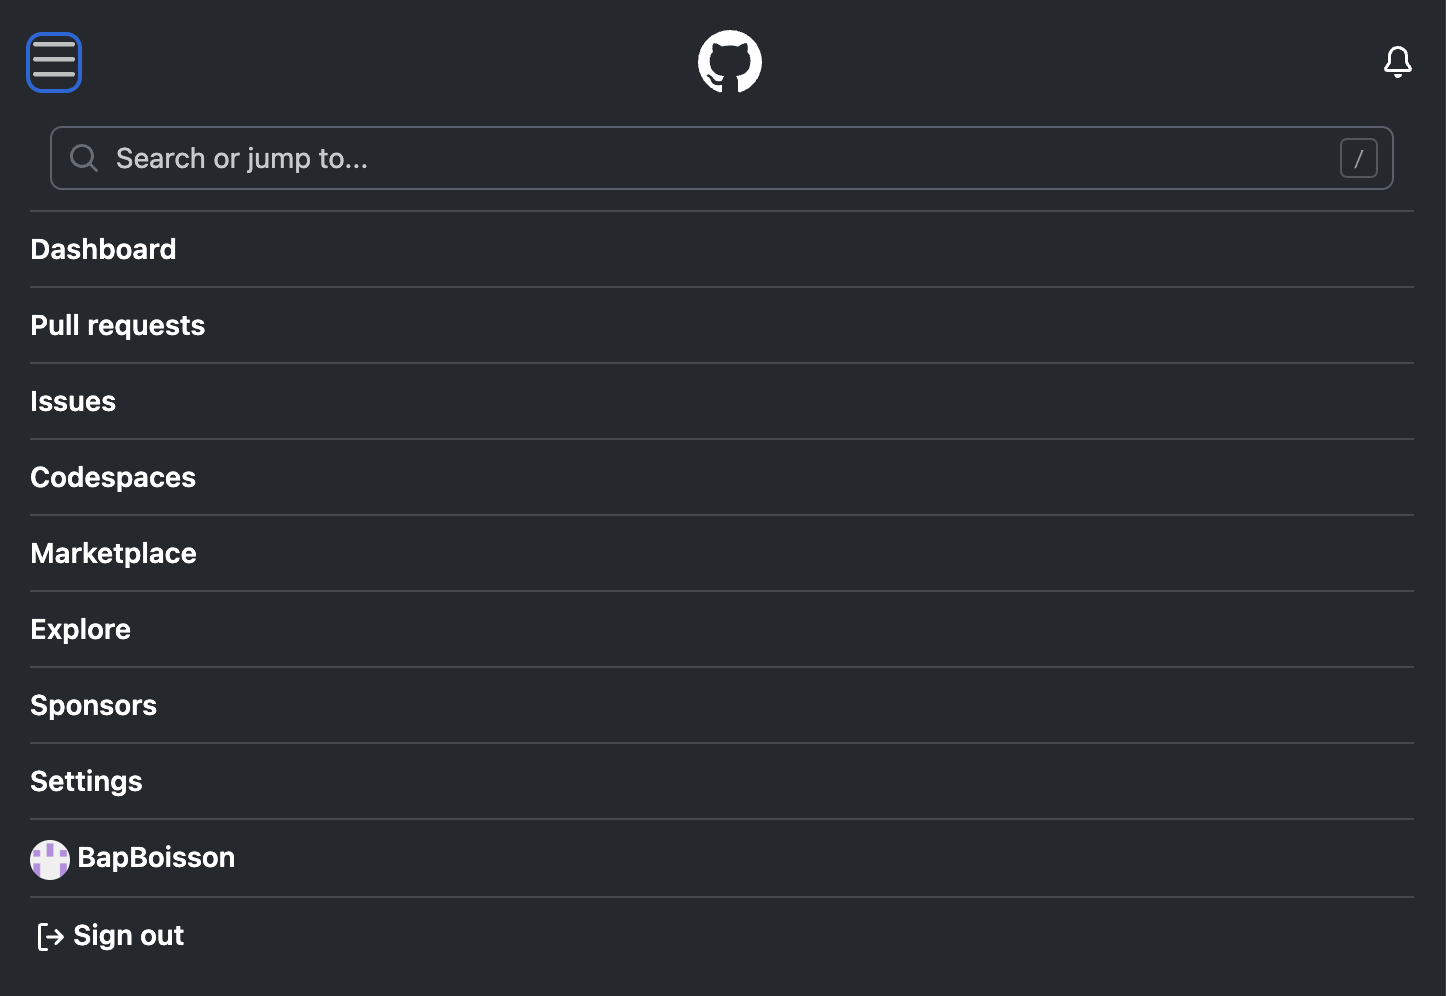 Search or jump to...
/
Dashboard
Pull requests
Issues
Codespaces
Marketplace
Explore
Sponsors
Settings
BapBoisson
Sign out